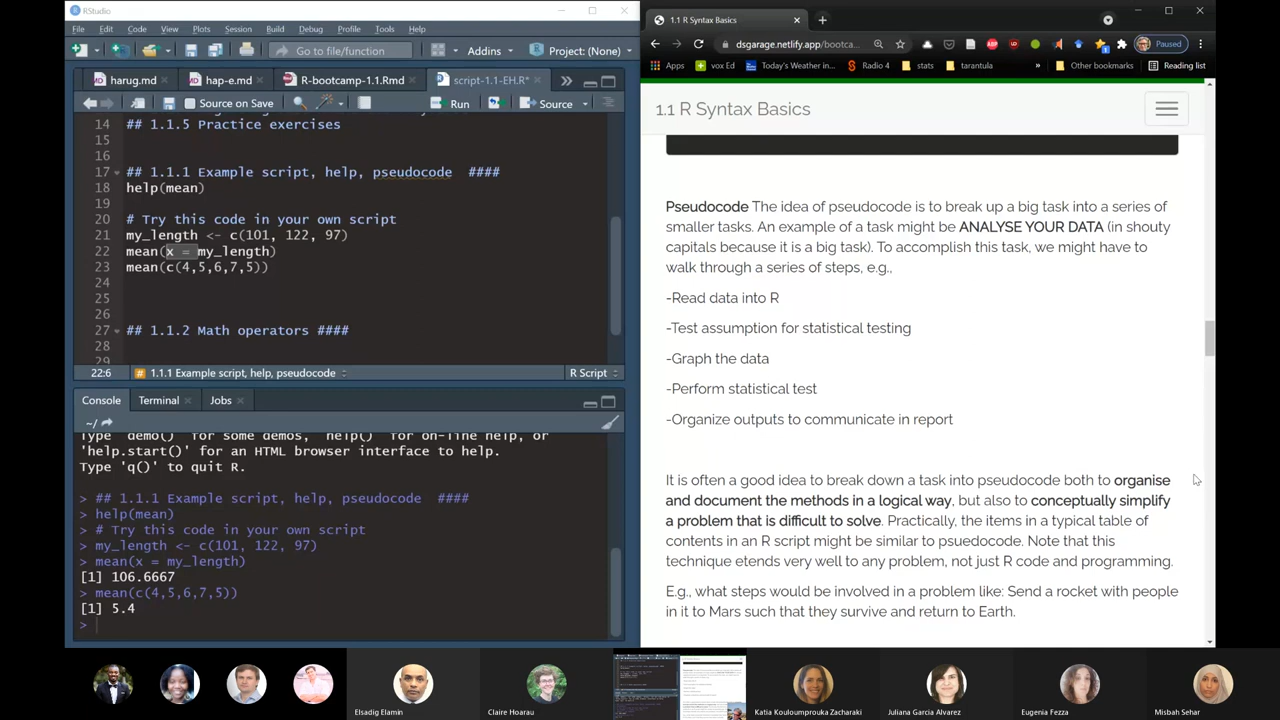 RStudio
File Edit Code View Plots Session Build Debug Profile Tools Help
Go to file/function
Addins
Project: (None)
harug.md
hap-e.md
R-bootcamp-1.1.Rmd
script-1.1-EH.R*
Source on Save
Run
Source
14 ## 1.1.5 Practice exercises
15
16
17 ## 1.1.1 Example script, help, pseudocode ####
18 help(mean)
19
20 # Try this code in your own script
21 my_length <- c(101, 122, 97)
22 mean(x = my_length)
23 mean(c(4,5,6,7,5))
24
25
26
27 ## 1.1.2 Math operators ####
28
29
22:6 1.1.1 Example script, help, pseudocode R Script
Console Terminal Jobs
~/
Type 'demo()' for some demos, 'help()' for on-line help, or
'help.start()' for an HTML browser interface to help.
Type 'q()' to quit R.
> ## 1.1.1 Example script, help, pseudocode ####
> help(mean)
> # Try this code in your own script
> my_length <- c(101, 122, 97)
> mean(x = my_length)
[1] 106.6667
> mean(c(4,5,6,7,5))
[1] 5.4
>
1.1 R Syntax Basics
dsgarage.netlify.app/bootca...
Paused
Apps
vox Ed
Today's Weather in...
Radio 4
stats
tarantula
Other bookmarks
Reading list
1.1 R Syntax Basics
Pseudocode The idea of pseudocode is to break up a big task into a series of
smaller tasks. An example of a task might be ANALYSE YOUR DATA (in shouty
capitals because it is a big task). To accomplish this task, we might have to
walk through a series of steps, e.g.,
-Read data into R
-Test assumption for statistical testing
-Graph the data
-Perform statistical test
-Organize outputs to communicate in report
It is often a good idea to break down a task into pseudocode both to organise
and document the methods in a logical way, but also to conceptually simplify
a problem that is difficult to solve. Practically, the items in a typical table of
contents in an R script might be similar to psuedocode. Note that this
technique etends very well to any problem, not just R code and programming.
E.g., what steps would be involved in a problem like: Send a rocket with people
in it to Mars such that they survive and return to Earth.
Claire Hoarau
Katia Kouloumprouka Zacharaki
Juliana Garcia Alvarez
Misbah Sehar